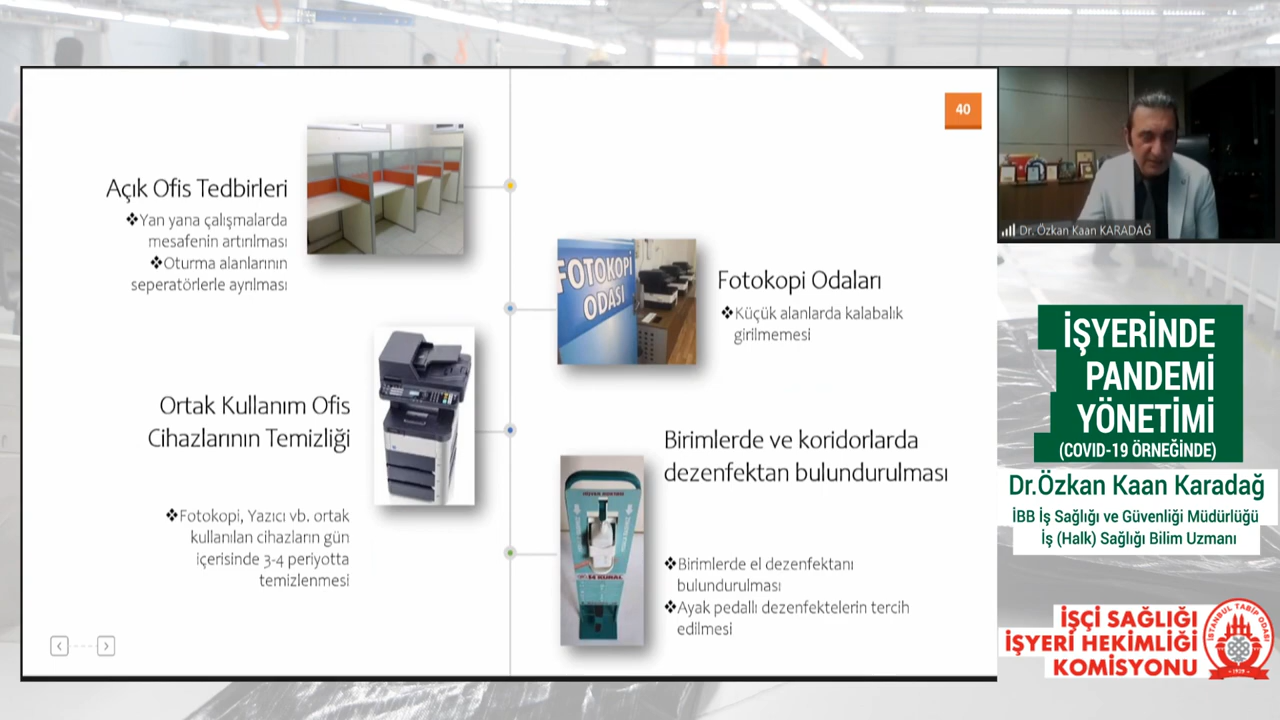 40
Açık Ofis Tedbirleri
❖Yan yana çalışmalarda
mesafenin artırılması
❖Oturma alanlarının
seperatörlerle ayrılması
FOTOKOPİ
ODASI
Fotokopi Odaları
❖Küçük alanlarda kalabalık
girilmemesi
Ortak Kullanım Ofis
Cihazlarının Temizliği
❖Fotokopi, Yazıcı vb. ortak
kullanılan cihazların gün
içerisinde 3-4 periyotta
temizlenmesi
Birimlerde ve koridorlarda
dezenfektan bulundurulması
❖Birimlerde el dezenfektanı
bulundurulması
❖Ayak pedallı dezenfektelerin tercih
edilmesi
Dr. Özkan Kaan KARADAĞ
İŞYERİNDE
PANDEMİ
YÖNETİMİ
(COVID-19 ÖRNEĞİNDE)
Dr.Özkan Kaan Karadağ
İBB İş Sağlığı ve Güvenliği Müdürlüğü
İş (Halk) Sağlığı Bilim Uzmanı
İŞÇİ SAĞLIĞI
İŞYERİ HEKİMLİĞİ
KOMİSYONU
İSTANBUL TABİP ODASI
1929